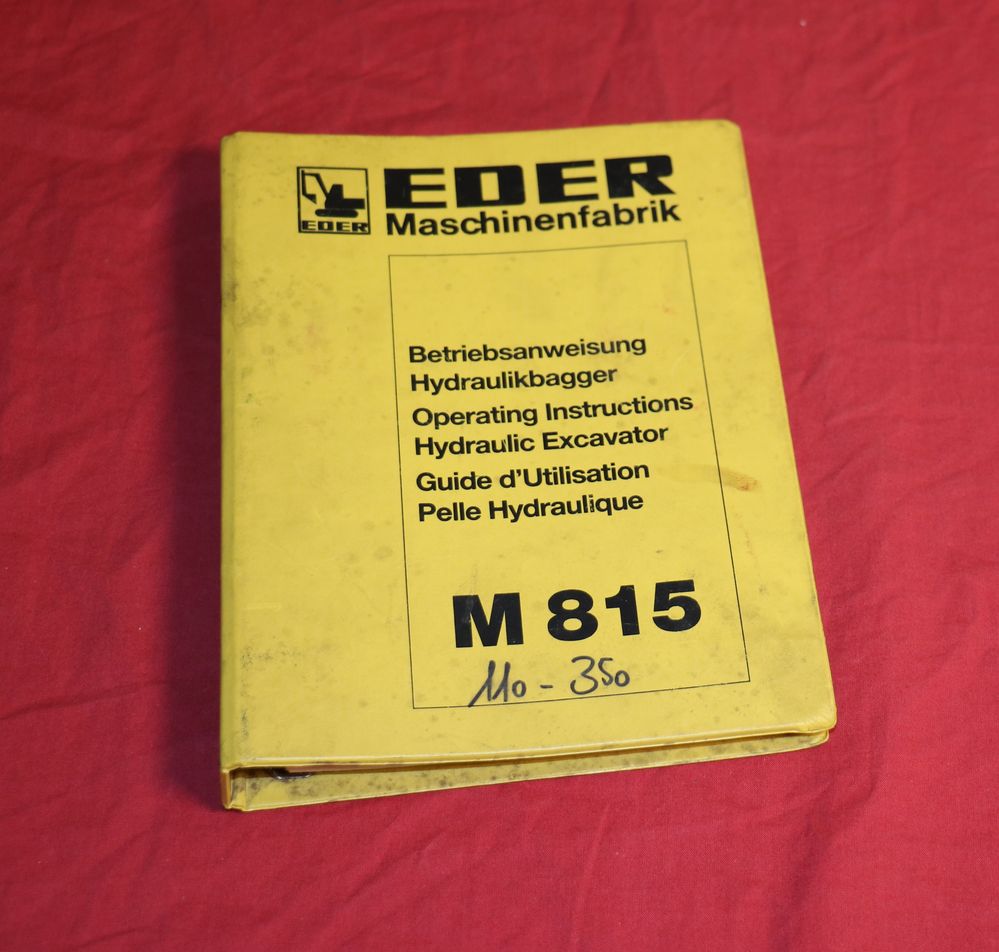 EDER
EDER
Maschinenfabrik
Betriebsanweisung
Hydraulikbagger
Operating Instructions
Hydraulic Excavator
Guide d'Utilisation
Pelle Hydraulique
M 815
110 - 350